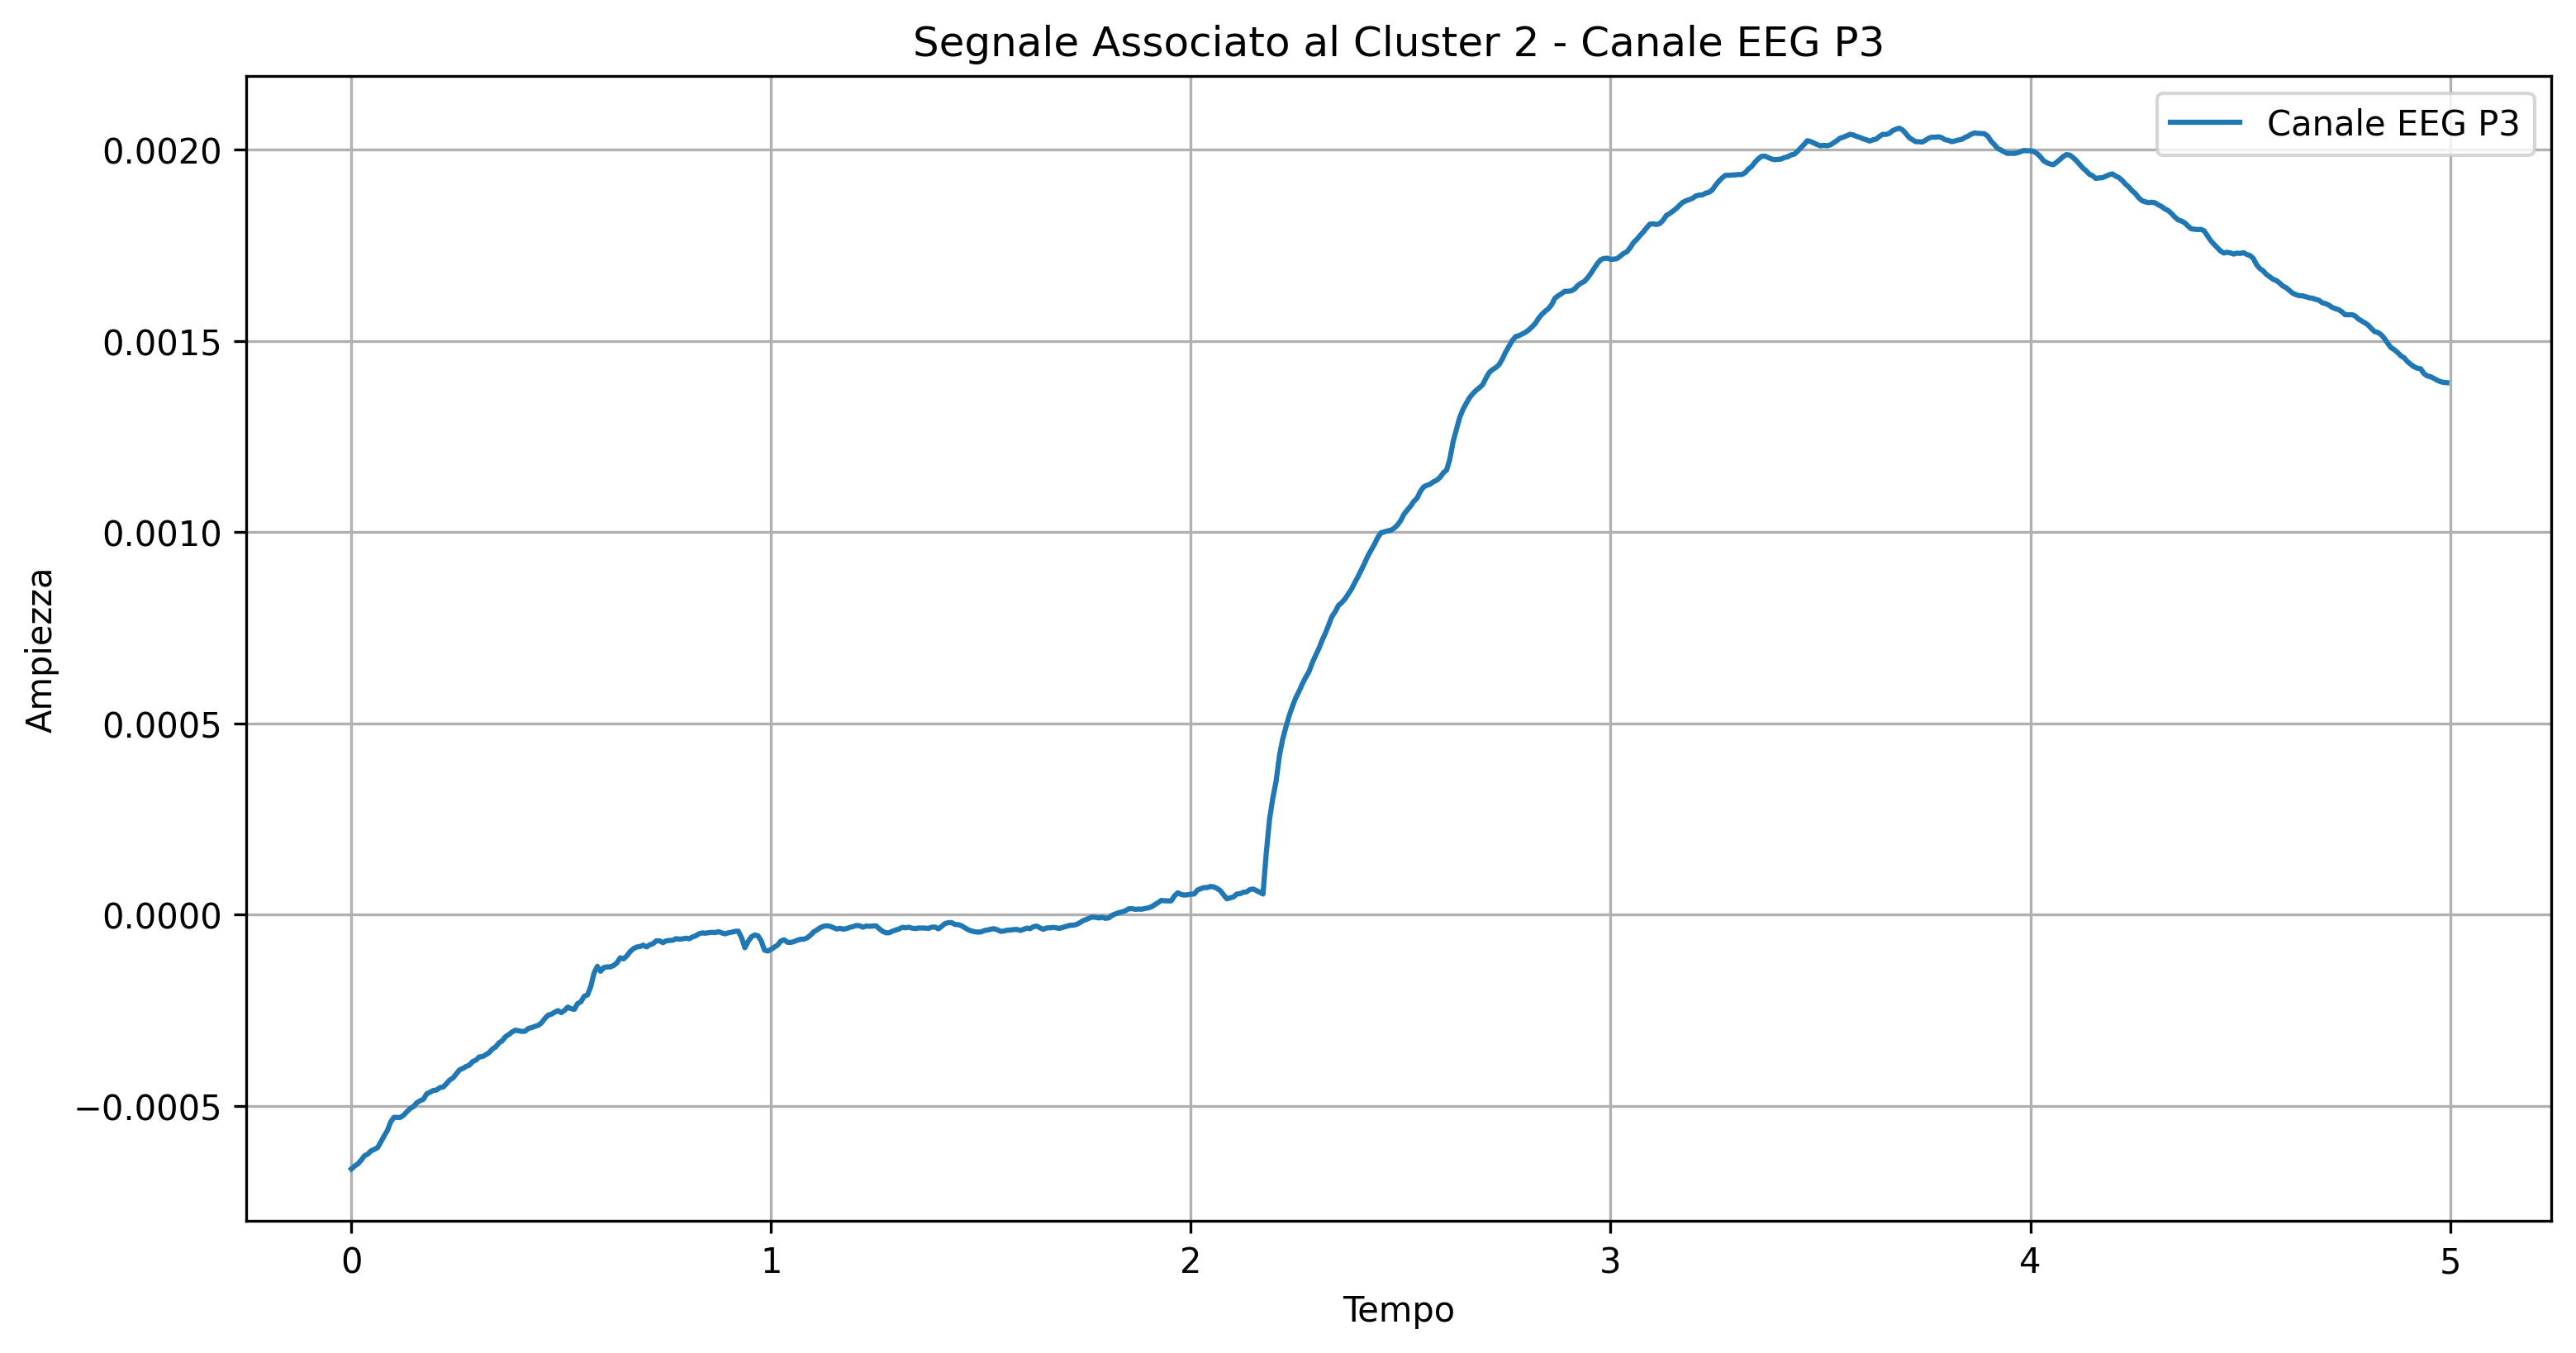 Segnale Associato al Cluster 2 - Canale EEG P3
Canale EEG P3
Ampiezza
0.0020
0.0015
0.0010
0.0005
0.0000
−0.0005
0 1 2 3 4 5
Tempo